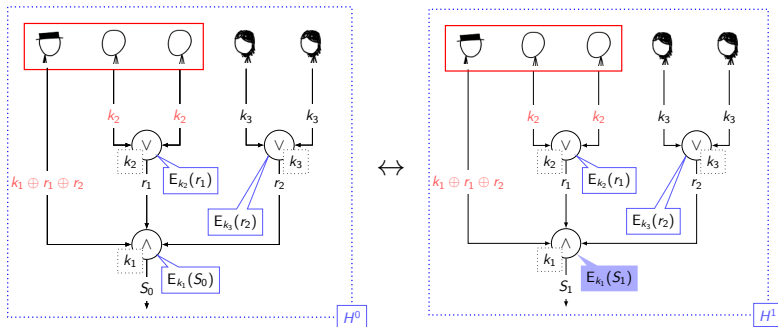 k₂ k₂ k₃ k₃
∨ ∨
k₂ k₃
E_{k₂}(r₁)
k₁ ⊕ r₁ ⊕ r₂ r₁ r₂
E_{k₃}(r₂)
∧
k₁
E_{k₁}(S₀)
S₀
H⁰
↔
k₂ k₂ k₃ k₃
∨ ∨
k₂ k₃
E_{k₂}(r₁)
k₁ ⊕ r₁ ⊕ r₂ r₁ r₂
E_{k₃}(r₂)
∧
k₁
E_{k₁}(S₁)
S₁
H¹